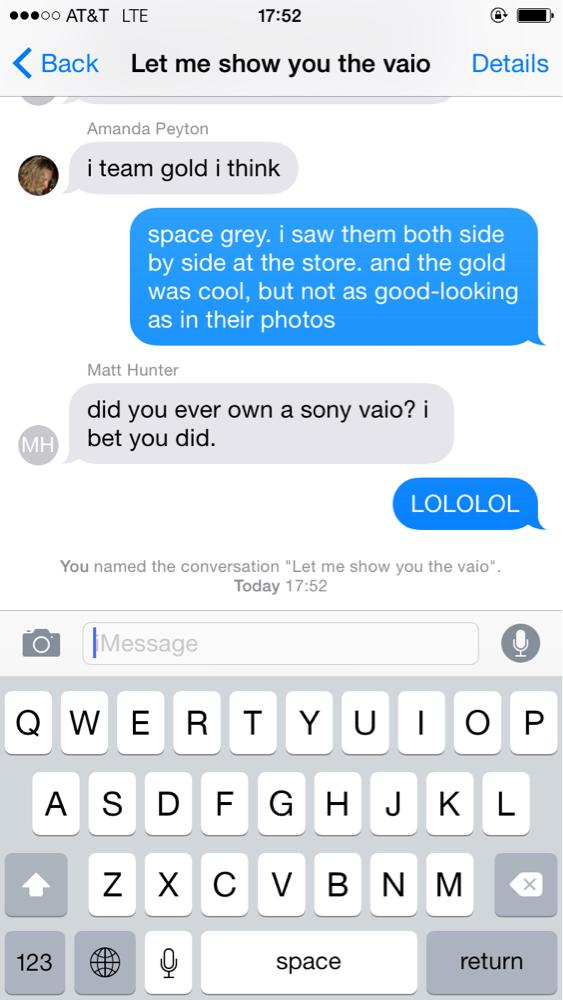 AT&T LTE 17:52
Back Let me show you the vaio Details
Amanda Peyton
i team gold i think
space grey. i saw them both side
by side at the store. and the gold
was cool, but not as good-looking
as in their photos
Matt Hunter
did you ever own a sony vaio? i
bet you did.
MH
LOLOLOL
You named the conversation "Let me show you the vaio".
Today 17:52
iMessage
Q W E R T Y U I O P
A S D F G H J K L
Z X C V B N M
123 space return